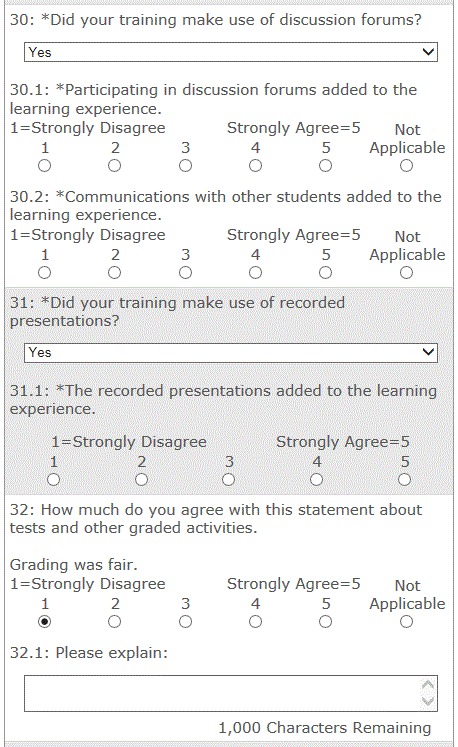 30: *Did your training make use of discussion forums?
Yes
30.1: *Participating in discussion forums added to the
learning experience.
1=Strongly Disagree Strongly Agree=5 Not
1 2 3 4 5 Applicable
30.2: *Communications with other students added to the
learning experience.
1=Strongly Disagree Strongly Agree=5 Not
1 2 3 4 5 Applicable
31: *Did your training make use of recorded
presentations?
Yes
31.1: *The recorded presentations added to the learning
experience.
1=Strongly Disagree Strongly Agree=5
1 2 3 4 5
32: How much do you agree with this statement about
tests and other graded activities.
Grading was fair.
1=Strongly Disagree Strongly Agree=5 Not
1 2 3 4 5 Applicable
32.1: Please explain:
1,000 Characters Remaining